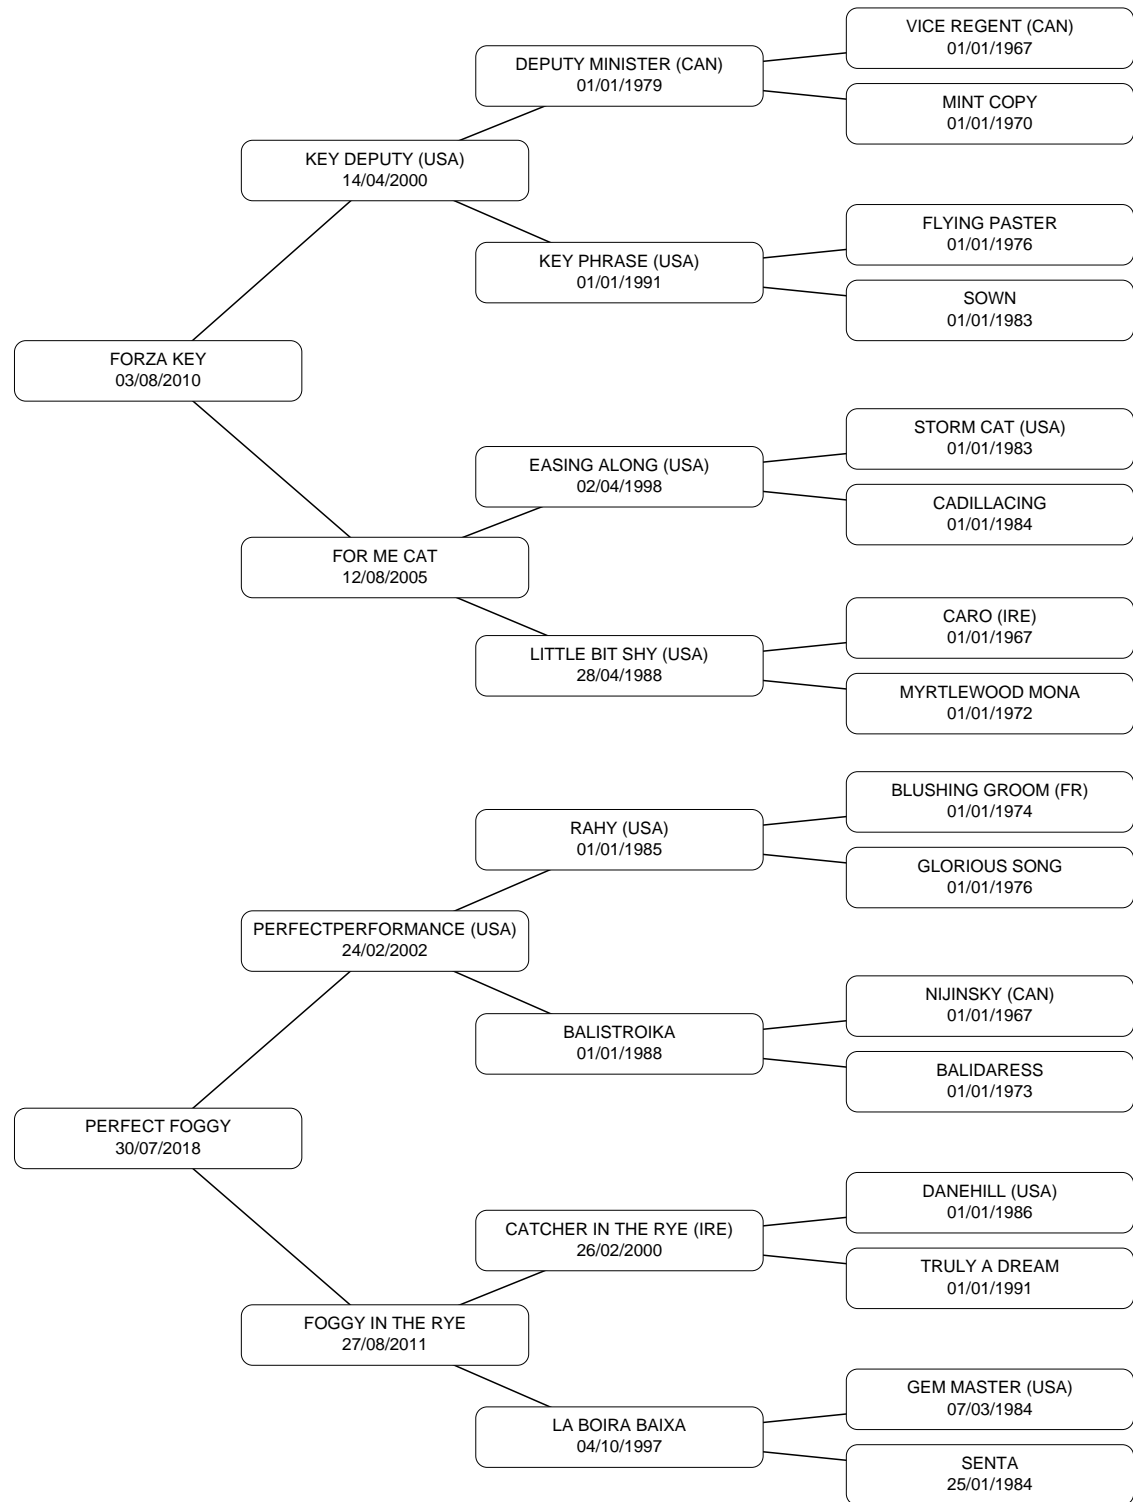 VICE REGENT (CAN)
01/01/1967
DEPUTY MINISTER (CAN)
01/01/1979
MINT COPY
01/01/1970
KEY DEPUTY (USA)
14/04/2000
FLYING PASTER
01/01/1976
KEY PHRASE (USA)
01/01/1991
SOWN
01/01/1983
FORZA KEY
03/08/2010
STORM CAT (USA)
01/01/1983
EASING ALONG (USA)
02/04/1998
CADILLACING
01/01/1984
FOR ME CAT
12/08/2005
CARO (IRE)
01/01/1967
LITTLE BIT SHY (USA)
28/04/1988
MYRTLEWOOD MONA
01/01/1972
BLUSHING GROOM (FR)
01/01/1974
RAHY (USA)
01/01/1985
GLORIOUS SONG
01/01/1976
PERFECTPERFORMANCE (USA)
24/02/2002
NIJINSKY (CAN)
01/01/1967
BALISTROIKA
01/01/1988
BALIDARESS
01/01/1973
PERFECT FOGGY
30/07/2018
DANEHILL (USA)
01/01/1986
CATCHER IN THE RYE (IRE)
26/02/2000
TRULY A DREAM
01/01/1991
FOGGY IN THE RYE
27/08/2011
GEM MASTER (USA)
07/03/1984
LA BOIRA BAIXA
04/10/1997
SENTA
25/01/1984